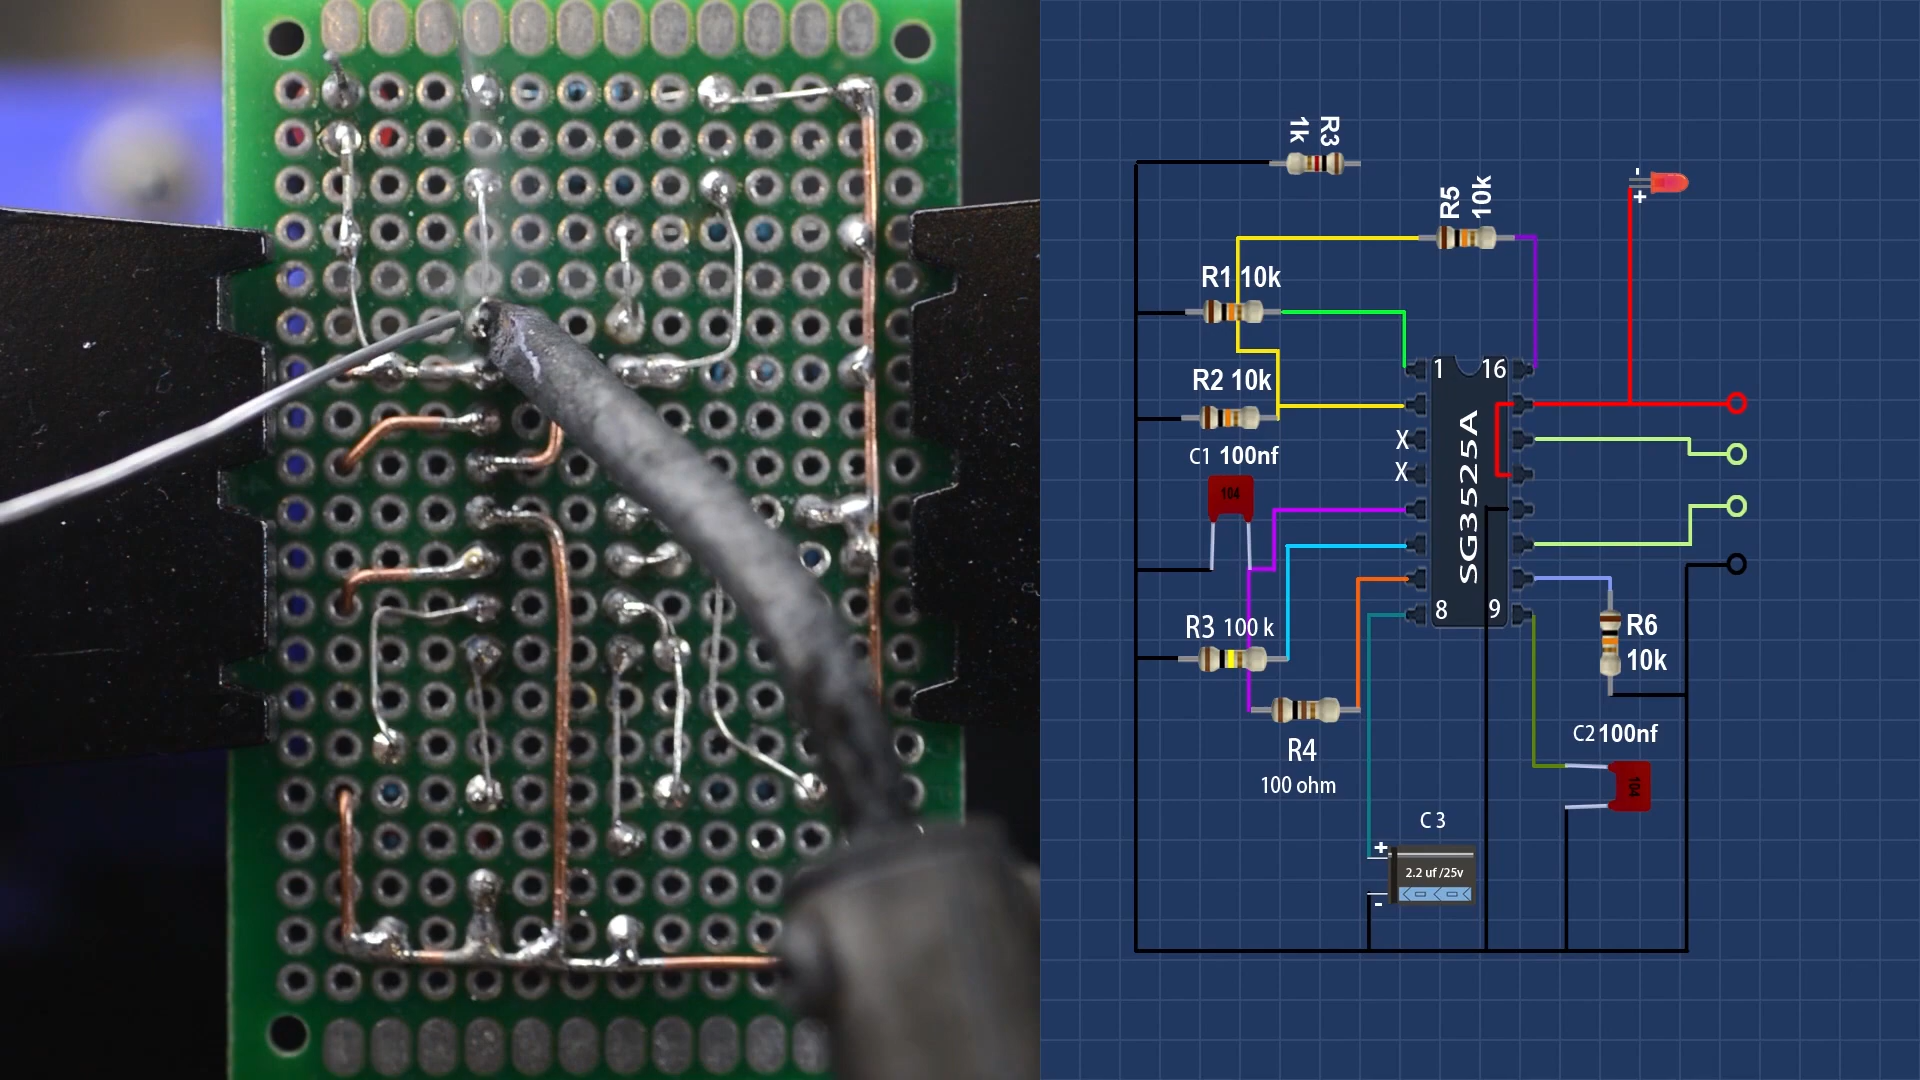 1k
R3
R5
10k
-
+
R1 10k
1
16
R2 10k
X
X
C1 100nf
104
SG3525A
R3 100 k
8
9
R6
10k
R4
100 ohm
C2 100nf
104
C 3
+
2.2 uf /25v
-